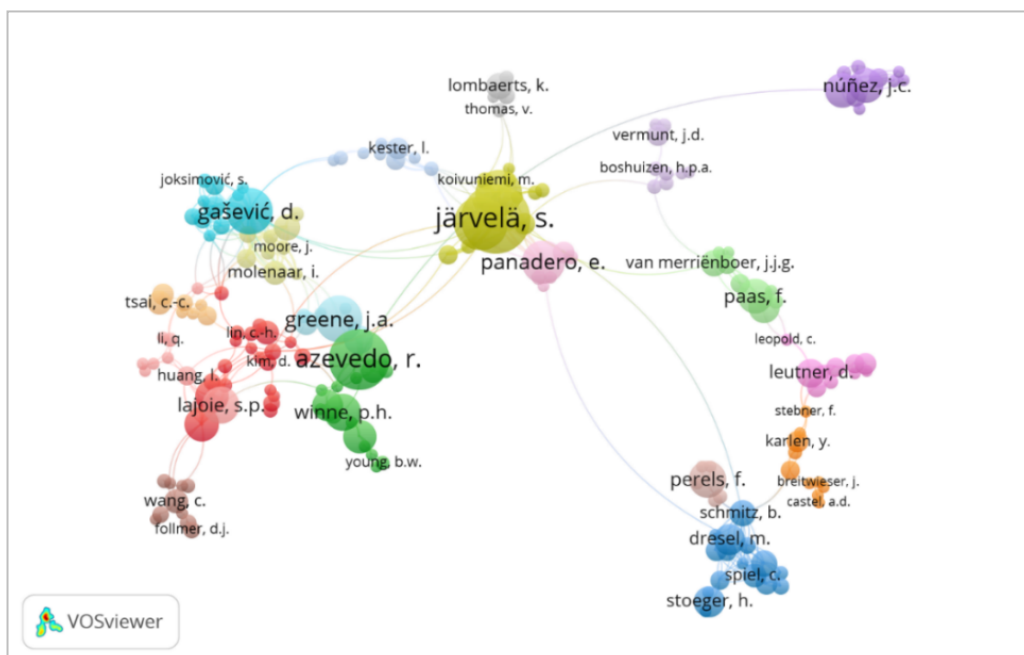 lombaerts, k.
thomas, v.
núñez, j.c.
vermunt, j.d.
kester, l.
boshuizen, h.p.a.
joksimović, s.
koivuniemi, m.
gašević, d.
järvelä, s.
moore, j.
molenaar, i.
panadero, e.
van merriënboer, j.j.g.
tsai, c.-c.
paas, f.
greene, j.a.
lin, c.-h.
li, q.
leopold, c.
kim, d.
azevedo, r.
huang, l.
leutner, d.
lajoie, s.p.
winne, p.h.
stebner, f.
karlen, y.
young, b.w.
perels, f.
breitwieser, j.
wang, c.
castel, a.d.
schmitz, b.
follmer, d.j.
dresel, m.
spiel, c.
stoeger, h.
VOSviewer